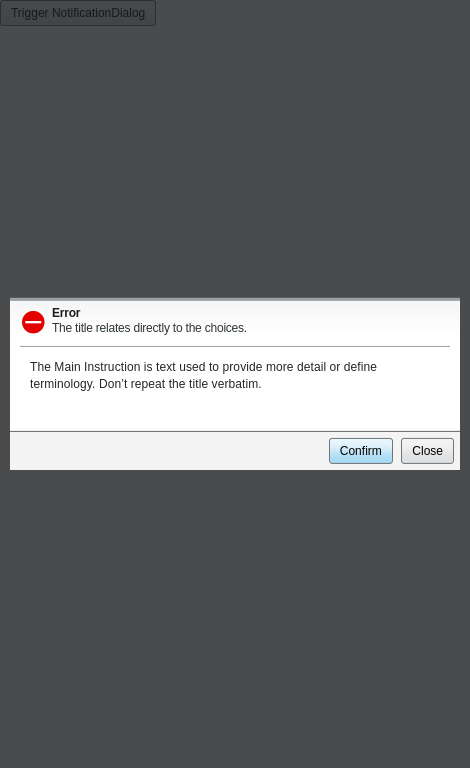 Trigger NotificationDialog
Error
The title relates directly to the choices.
The Main Instruction is text used to provide more detail or define
terminology. Don’t repeat the title verbatim.
Confirm Close